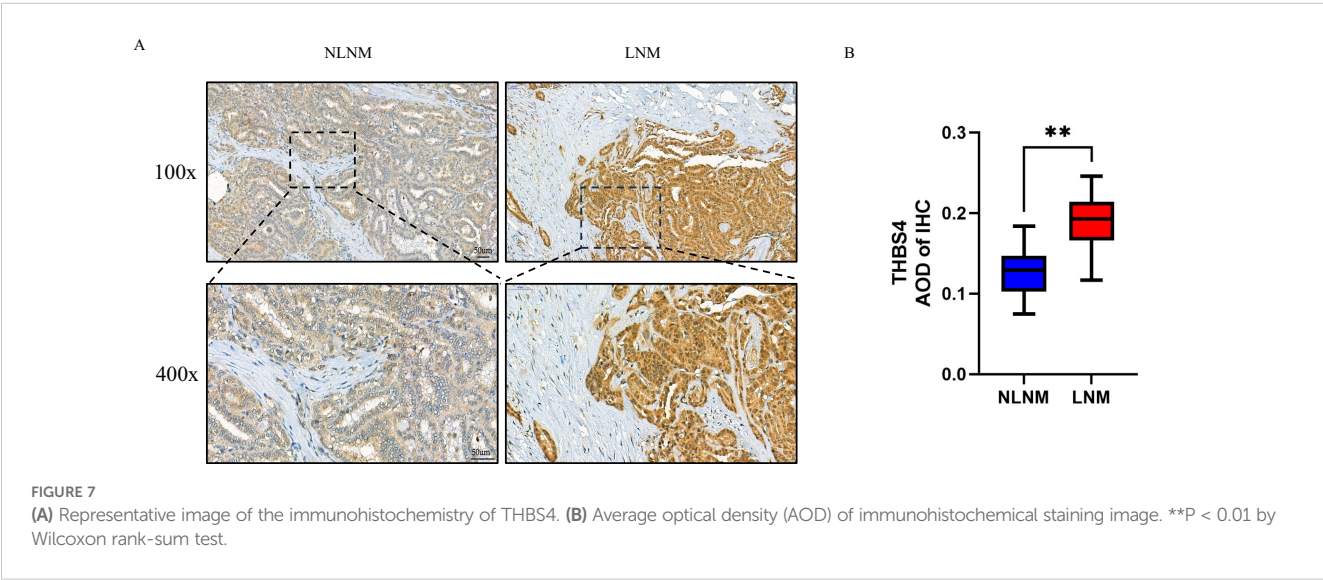 A
NLNM
LNM
B
100x
50um
400x
50um
**
THBS4
AOD of IHC
0.3
0.2
0.1
0.0
NLNM
LNM
FIGURE 7
(A) Representative image of the immunohistochemistry of THBS4. (B) Average optical density (AOD) of immunohistochemical staining image. **P < 0.01 by
Wilcoxon rank-sum test.